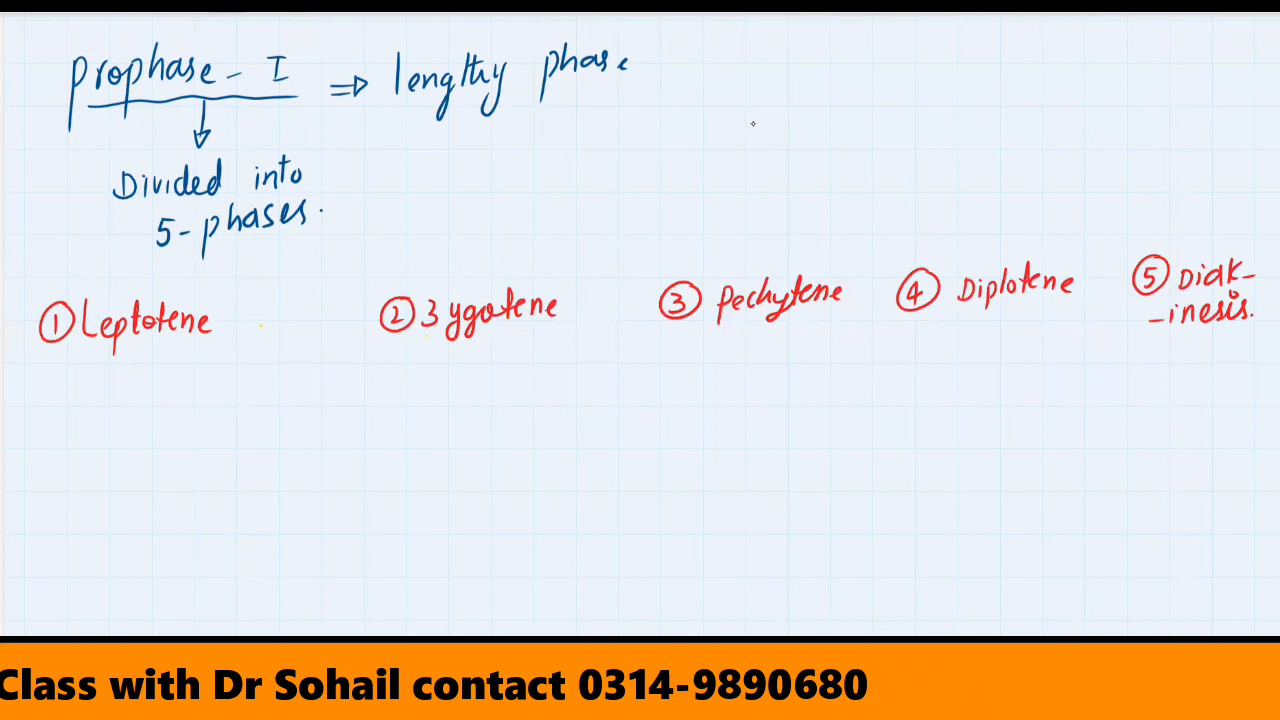 Prophase - I ⇒ lengthy phase
Divided into
5 - phases.
① Leptotene
② Zygotene
③ Pechytene
④ Diplotene
⑤ Diak-
-inesis.
Class with Dr Sohail contact 0314-9890680